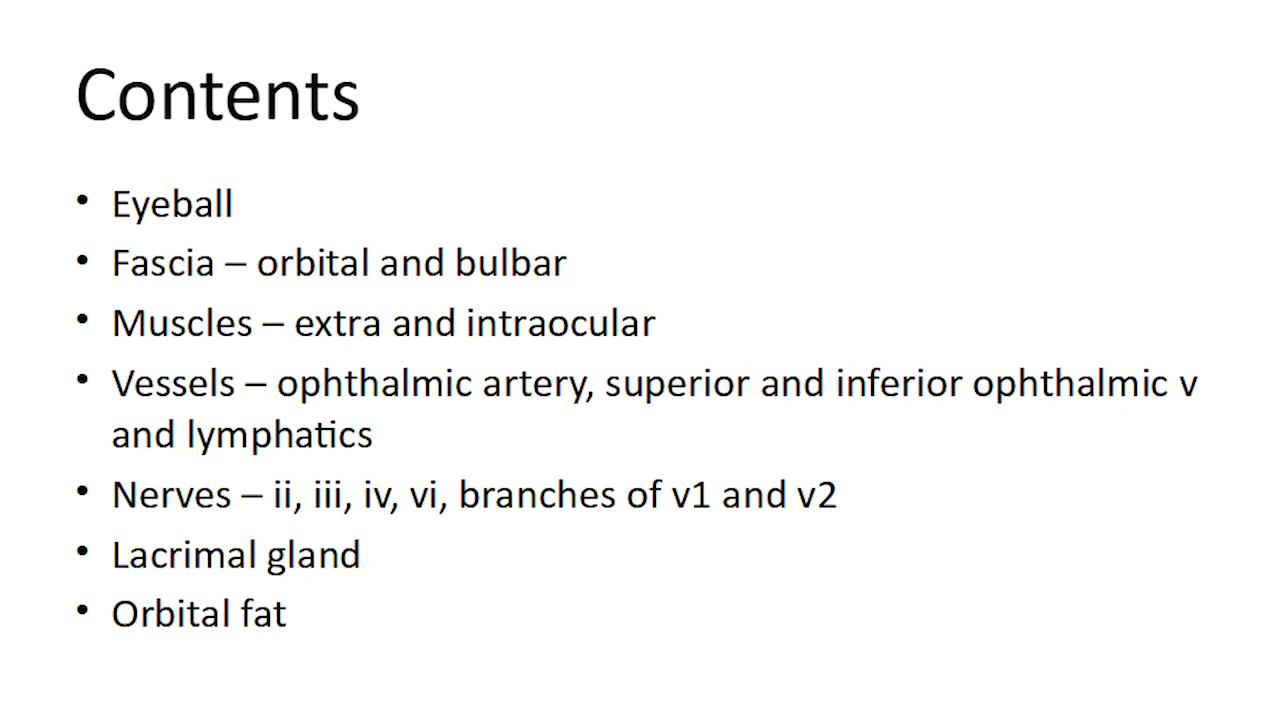 Contents
• Eyeball
• Fascia – orbital and bulbar
• Muscles – extra and intraocular
• Vessels – ophthalmic artery, superior and inferior ophthalmic v
and lymphatics
• Nerves – ii, iii, iv, vi, branches of v1 and v2
• Lacrimal gland
• Orbital fat